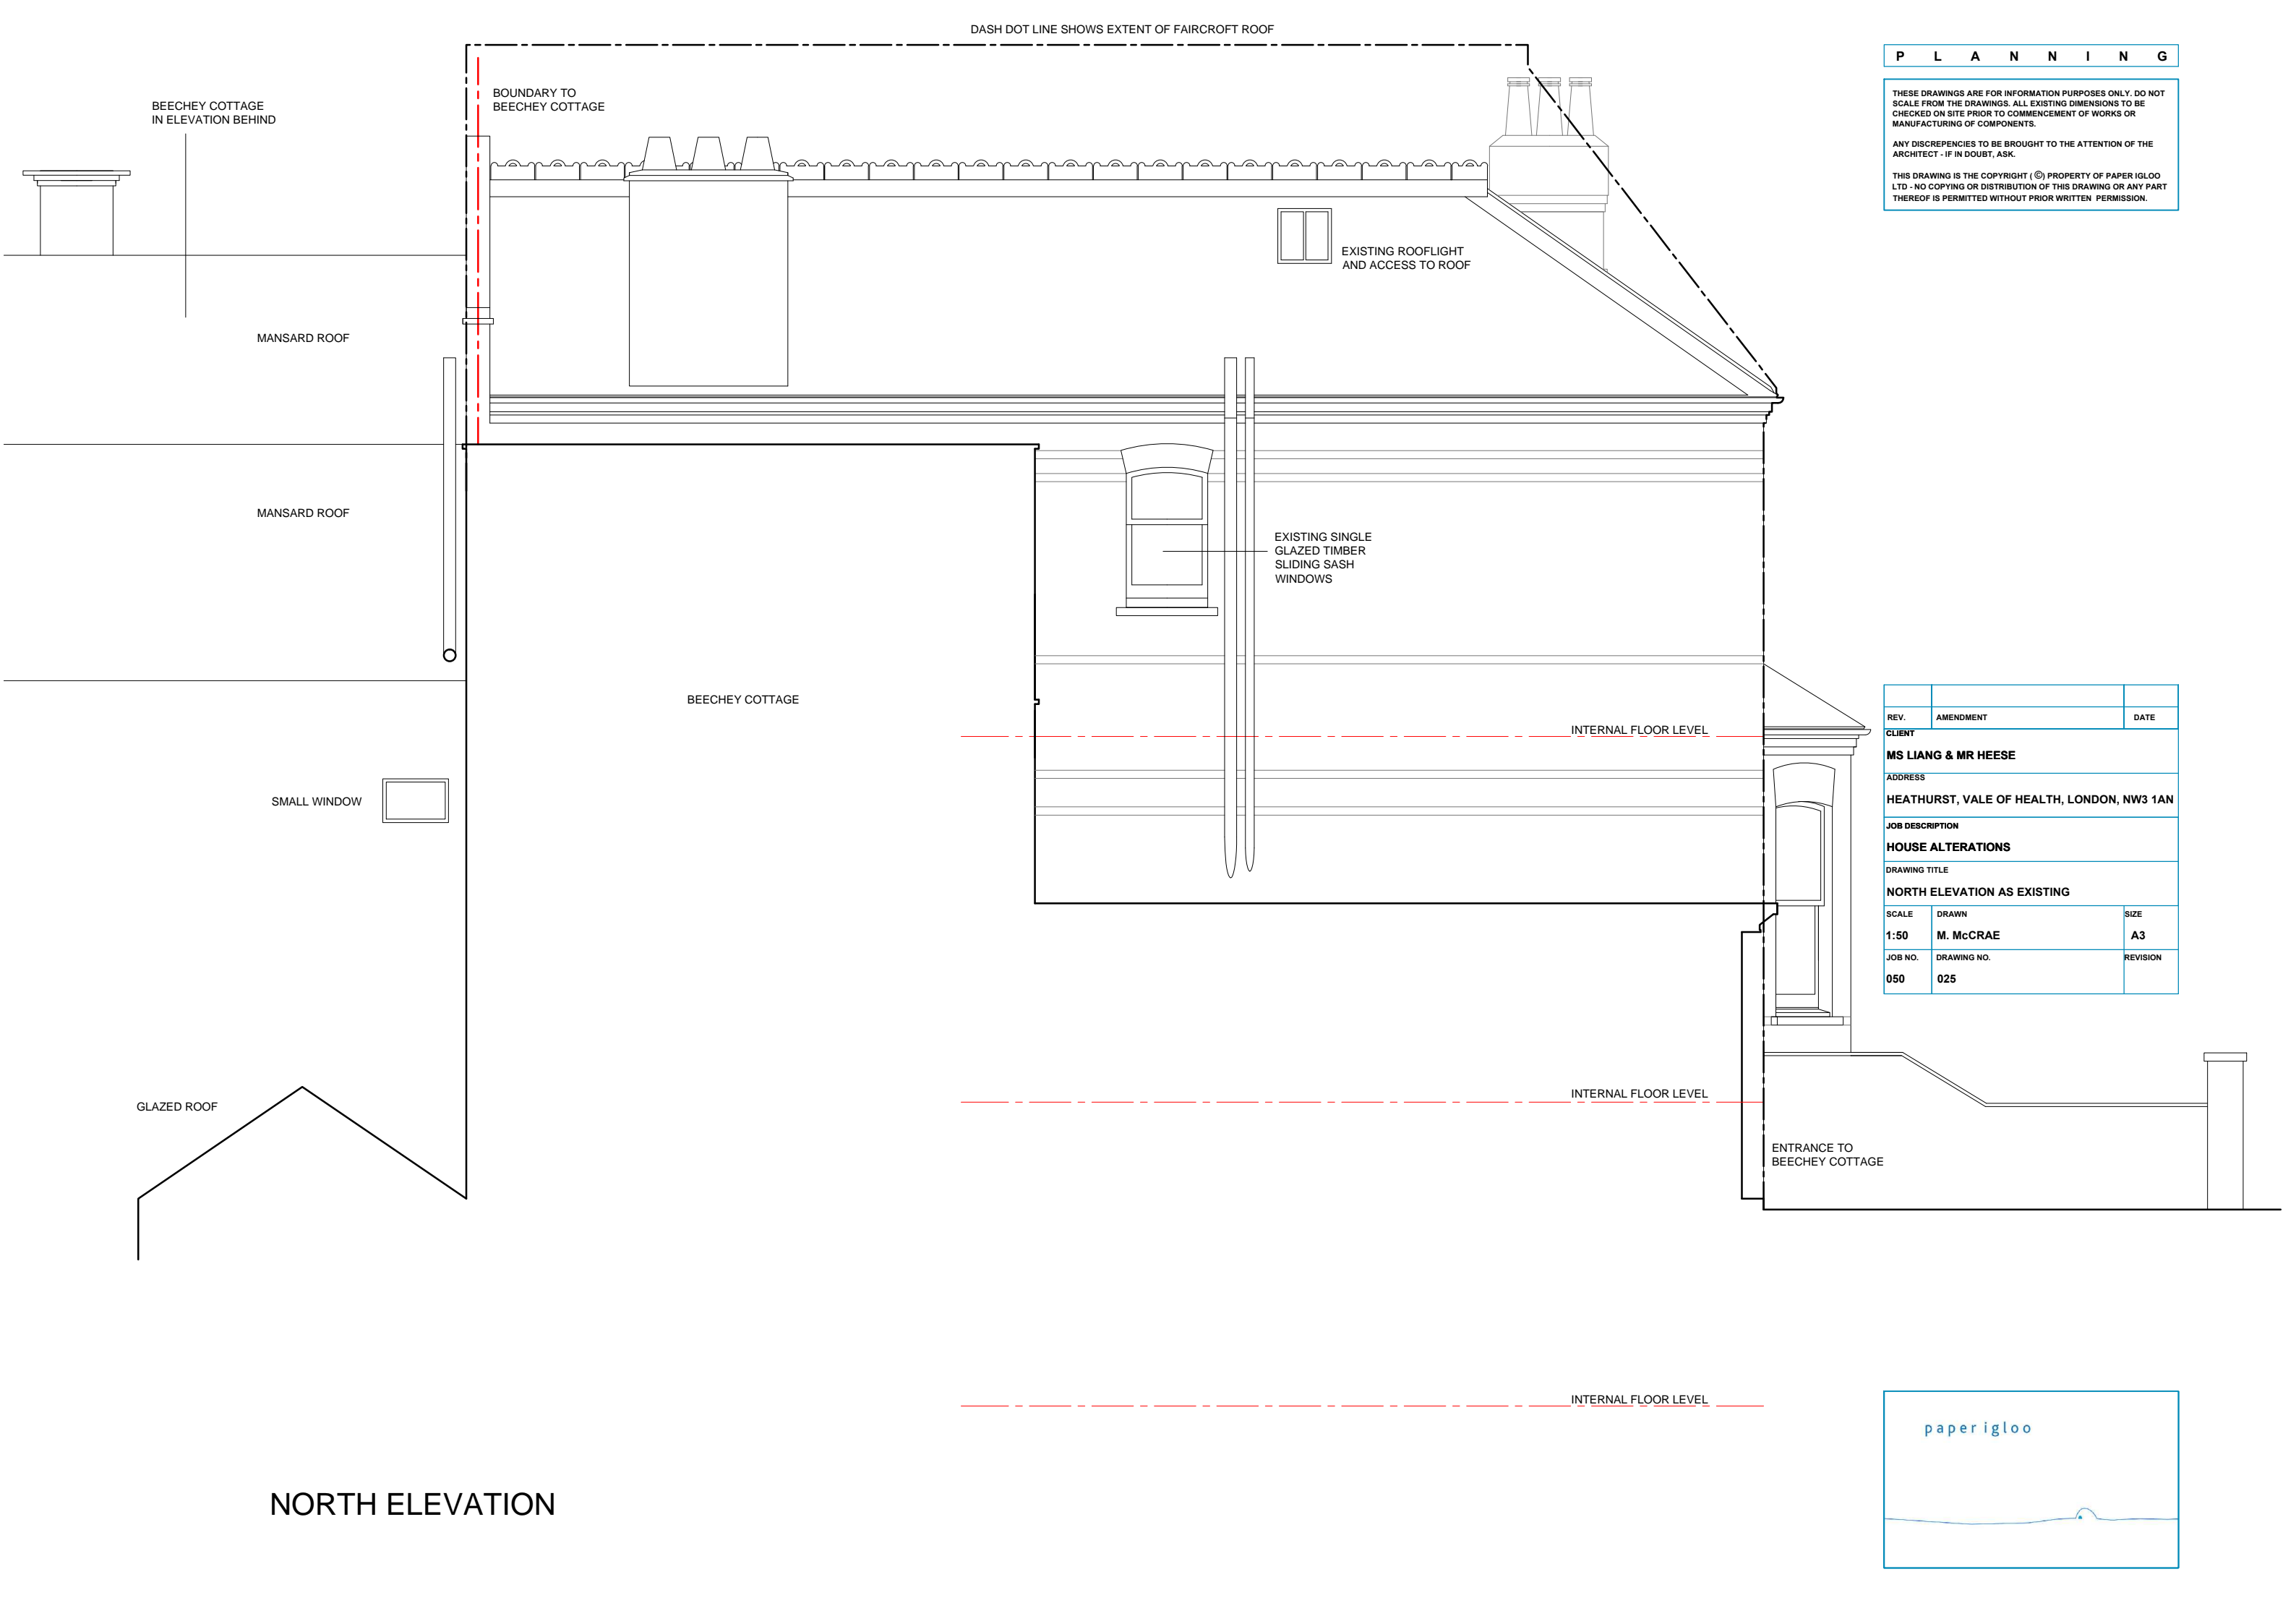 DASH DOT LINE SHOWS EXTENT OF FAIRCROFT ROOF
BEECHEY COTTAGE
IN ELEVATION BEHIND
BOUNDARY TO
BEECHEY COTTAGE
EXISTING ROOFLIGHT
AND ACCESS TO ROOF
MANSARD ROOF
MANSARD ROOF
EXISTING SINGLE
GLAZED TIMBER
SLIDING SASH
WINDOWS
BEECHEY COTTAGE
INTERNAL FLOOR LEVEL
SMALL WINDOW
INTERNAL FLOOR LEVEL
GLAZED ROOF
ENTRANCE TO
BEECHEY COTTAGE
INTERNAL FLOOR LEVEL
NORTH ELEVATION
P L A N N I N G
THESE DRAWINGS ARE FOR INFORMATION PURPOSES ONLY. DO NOT
SCALE FROM THE DRAWINGS. ALL EXISTING DIMENSIONS TO BE
CHECKED ON SITE PRIOR TO COMMENCEMENT OF WORKS OR
MANUFACTURING OF COMPONENTS.
ANY DISCREPENCIES TO BE BROUGHT TO THE ATTENTION OF THE
ARCHITECT - IF IN DOUBT, ASK.
THIS DRAWING IS THE COPYRIGHT (©) PROPERTY OF PAPER IGLOO
LTD - NO COPYING OR DISTRIBUTION OF THIS DRAWING OR ANY PART
THEREOF IS PERMITTED WITHOUT PRIOR WRITTEN PERMISSION.
REV. AMENDMENT DATE
CLIENT
MS LIANG & MR HEESE
ADDRESS
HEATHURST, VALE OF HEALTH, LONDON, NW3 1AN
JOB DESCRIPTION
HOUSE ALTERATIONS
DRAWING TITLE
NORTH ELEVATION AS EXISTING
SCALE DRAWN SIZE
1:50 M. McCRAE A3
JOB NO. DRAWING NO. REVISION
050 025
paper igloo